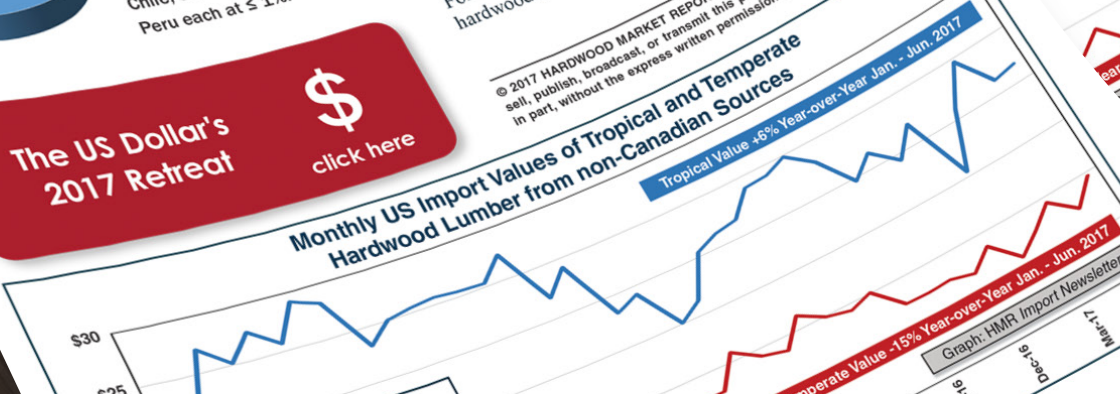 Peru each at ≤
hardwood
The US Dollar's
2017 Retreat
$
click here
© 2017 HARDWOOD MARKET REPORT
sell, publish, broadcast, or transmit this
in part, without the express written permission
Monthly US Import Values of Tropical and Temperate
Hardwood Lumber from non-Canadian Sources
Tropical Value +6% Year-over-Year Jan. - Jun. 2017
$30
$25
Temperate Value -15% Year-over-Year Jan. - Jun. 2017
Graph: HMR Import Newsletter
Dec-16
Mar-17